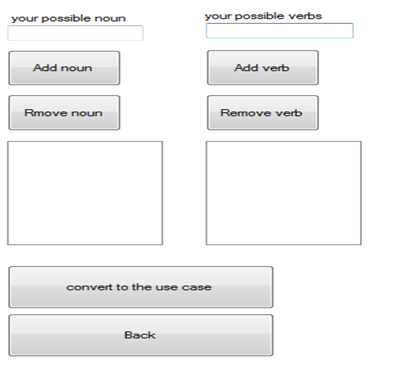 your possible noun
your possible verbs
Add noun
Add verb
Rmove noun
Remove verb
convert to the use case
Back